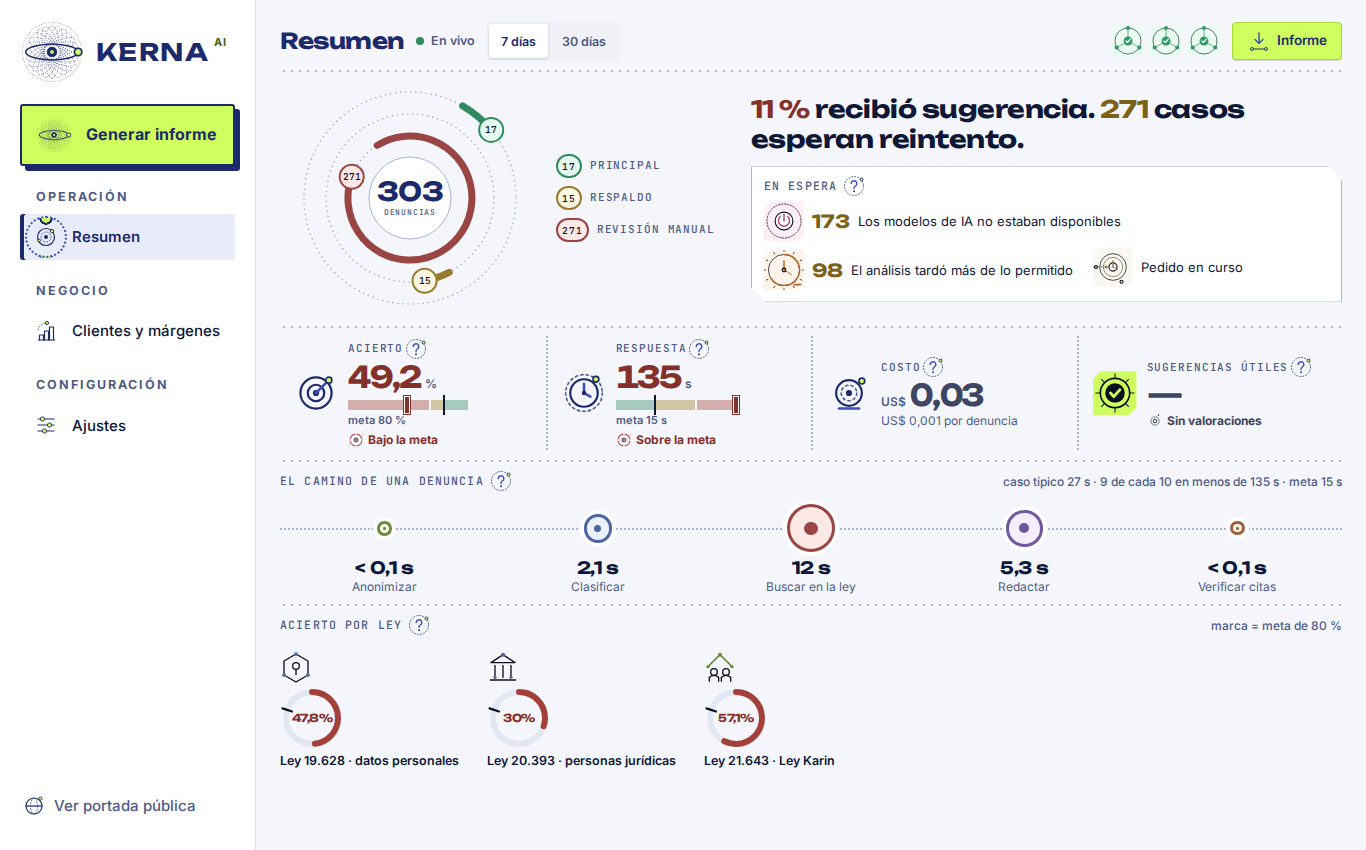 KERNA AI
Generar informe
OPERACIÓN
Resumen
NEGOCIO
Clientes y márgenes
CONFIGURACIÓN
Ajustes
Ver portada pública
Resumen
En vivo
7 días
30 días
Informe
17
271
303
DENUNCIAS
15
17 PRINCIPAL
15 RESPALDO
271 REVISIÓN MANUAL
11 % recibió sugerencia. 271 casos
esperan reintento.
EN ESPERA ?
173 Los modelos de IA no estaban disponibles
98 El análisis tardó más de lo permitido
Pedido en curso
ACIERTO ?
49,2 %
meta 80 %
Bajo la meta
RESPUESTA ?
135 s
meta 15 s
Sobre la meta
COSTO ?
US$ 0,03
US$ 0,001 por denuncia
SUGERENCIAS ÚTILES ?
—
Sin valoraciones
EL CAMINO DE UNA DENUNCIA ?
caso típico 27 s · 9 de cada 10 en menos de 135 s · meta 15 s
< 0,1 s
Anonimizar
2,1 s
Clasificar
12 s
Buscar en la ley
5,3 s
Redactar
< 0,1 s
Verificar citas
ACIERTO POR LEY ?
marca = meta de 80 %
47,8%
Ley 19.628 · datos personales
30%
Ley 20.393 · personas jurídicas
57,1%
Ley 21.643 · Ley Karin